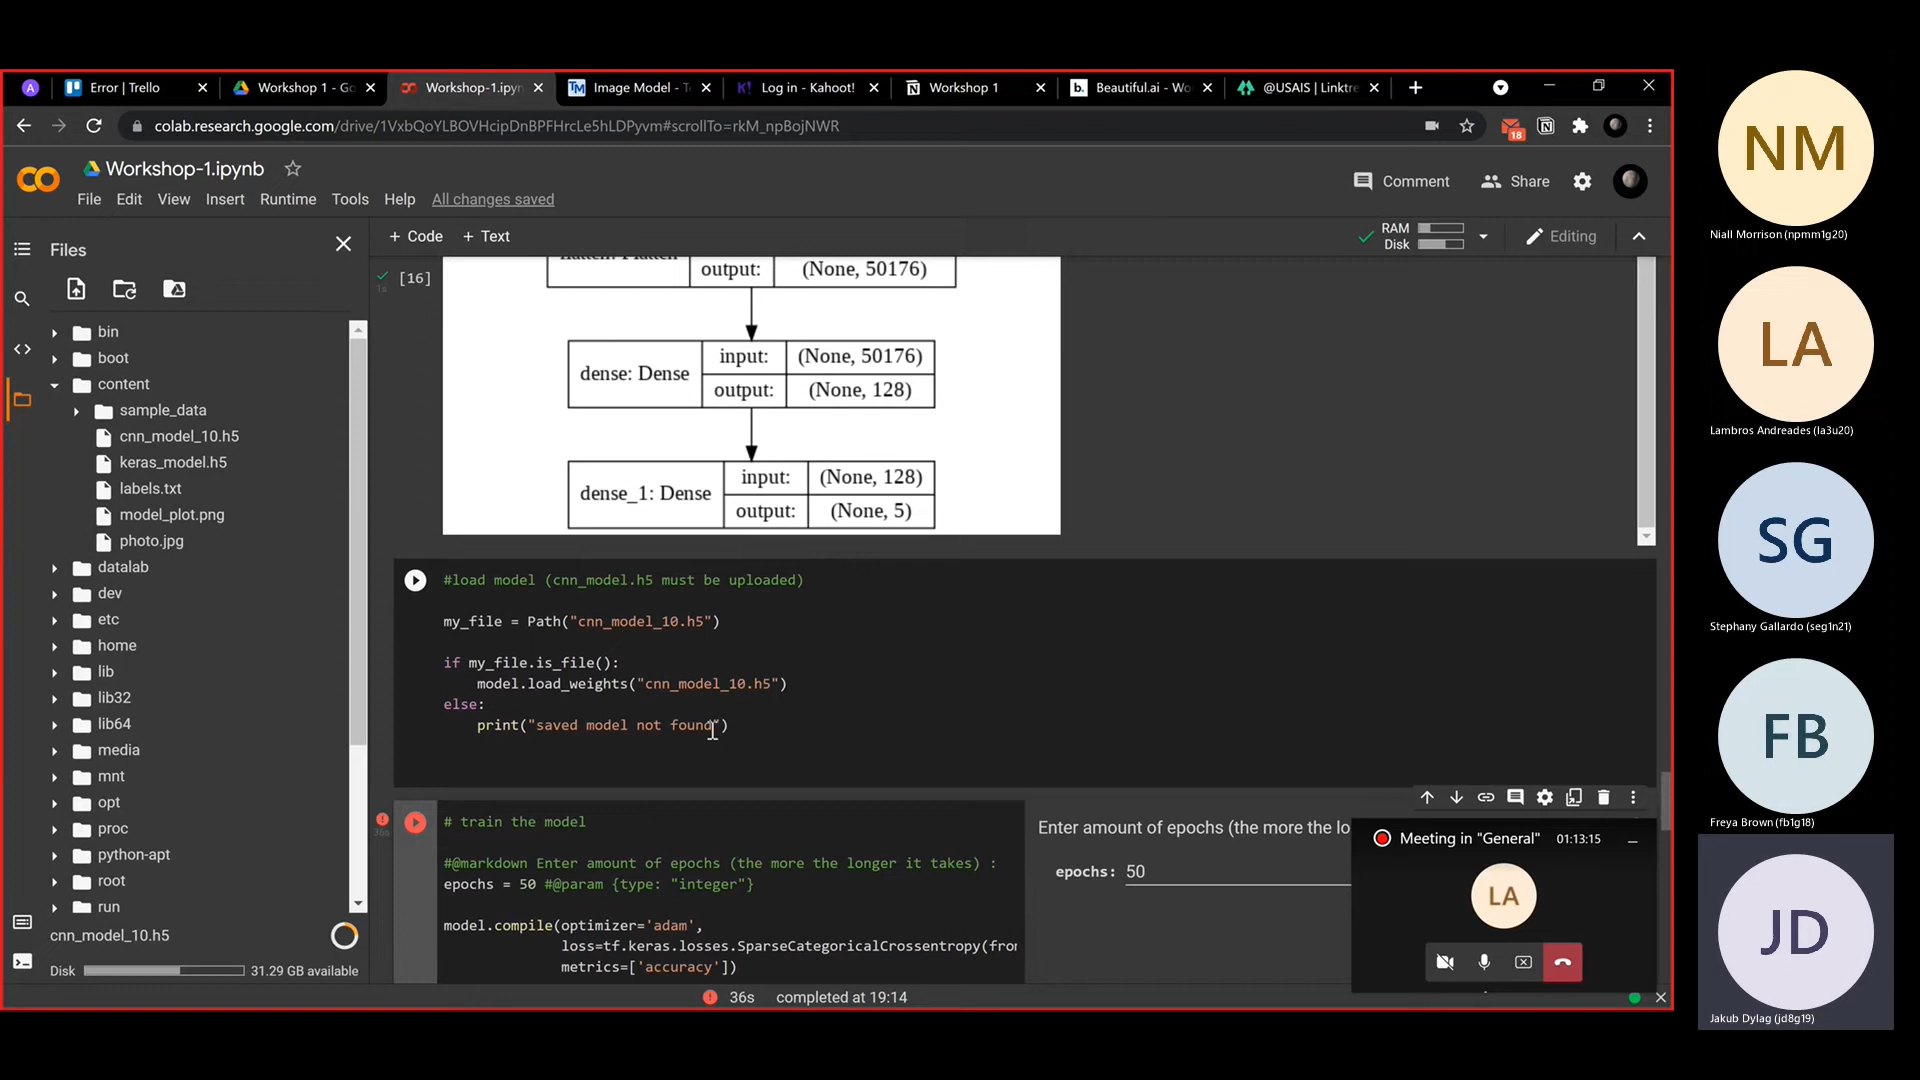 Error | Trello
Workshop 1 - Go
Workshop-1.ipyn
Image Model - T
Log in - Kahoot!
Workshop 1
Beautiful.ai - Wo
@USAIS | Linktre
colab.research.google.com/drive/1VxbQoYLBOVHcipDnBPFHrcLe5hLDPyvm#scrollTo=rkM_npBojNWR
18
Workshop-1.ipynb
Comment
Share
File Edit View Insert Runtime Tools Help All changes saved
Files
+ Code + Text
RAM
Disk
Editing
bin
boot
content
sample_data
cnn_model_10.h5
keras_model.h5
labels.txt
model_plot.png
photo.jpg
datalab
dev
etc
home
lib
lib32
lib64
media
mnt
opt
proc
python-apt
root
run
cnn_model_10.h5
Disk 31.29 GB available
[16]
1s
output: (None, 50176)
dense: Dense
input: (None, 50176)
output: (None, 128)
dense_1: Dense
input: (None, 128)
output: (None, 5)
#load model (cnn_model.h5 must be uploaded)
my_file = Path("cnn_model_10.h5")
if my_file.is_file():
model.load_weights("cnn_model_10.h5")
else:
print("saved model not found")
36s
# train the model
#@markdown Enter amount of epochs (the more the longer it takes) :
epochs = 50 #@param {type: "integer"}
model.compile(optimizer='adam',
loss=tf.keras.losses.SparseCategoricalCrossentropy(fro
metrics=['accuracy'])
Enter amount of epochs (the more the lo
epochs: 50
Meeting in "General" 01:13:15
LA
36s completed at 19:14
NM
Niall Morrison (npmm1g20)
LA
Lambros Andreades (la3u20)
SG
Stephany Gallardo (seg1n21)
FB
Freya Brown (fb1g18)
JD
Jakub Dylag (jd8g19)